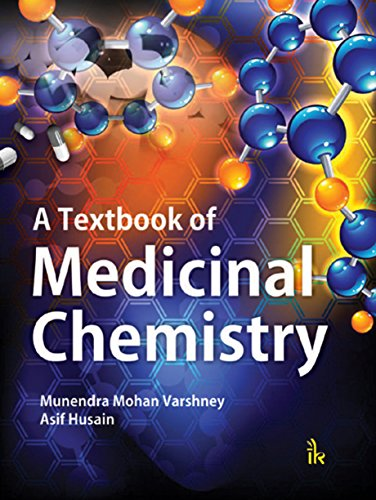 A Textbook of
Medicinal
Chemistry
Munendra Mohan Varshney
Asif Husain
ik